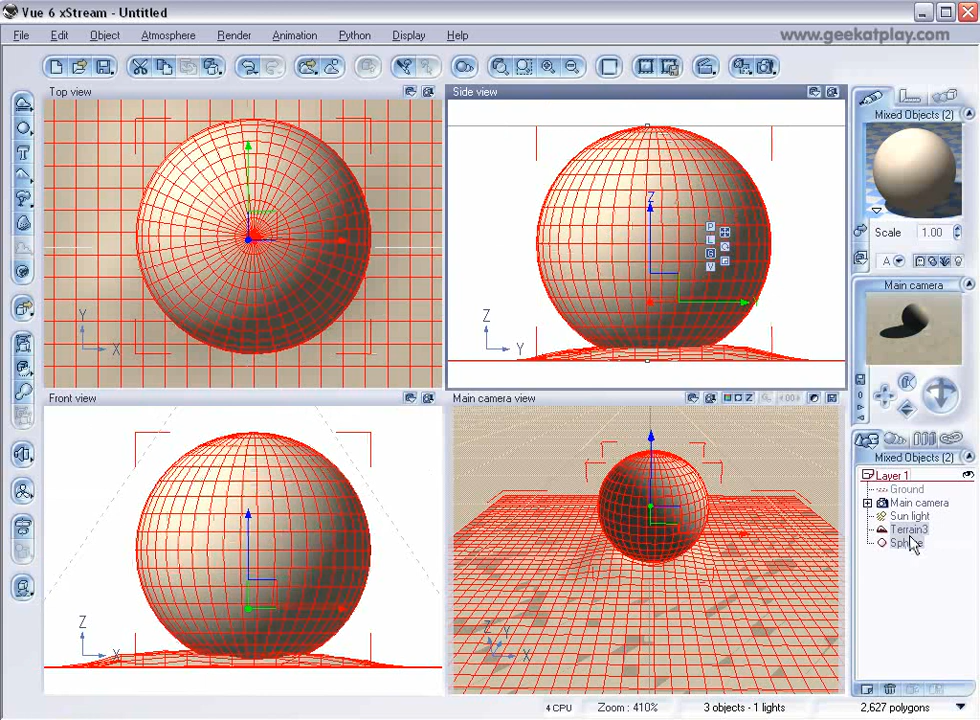 Vue 6 xStream - Untitled
File Edit Object Atmosphere Render Animation Python Display Help
www.geekatplay.com
Top view
Side view
Mixed Objects (2)
Z
P
L
G
V
Y
X
Z
Y
Scale 1.00
A
Main camera
Front view
Main camera view
Z
X
Z
Y
X
Mixed Objects (2)
Layer 1
Ground
Main camera
Sun light
Terrain3
Sphere
4 CPU Zoom : 410% 3 objects - 1 lights 2,627 polygons